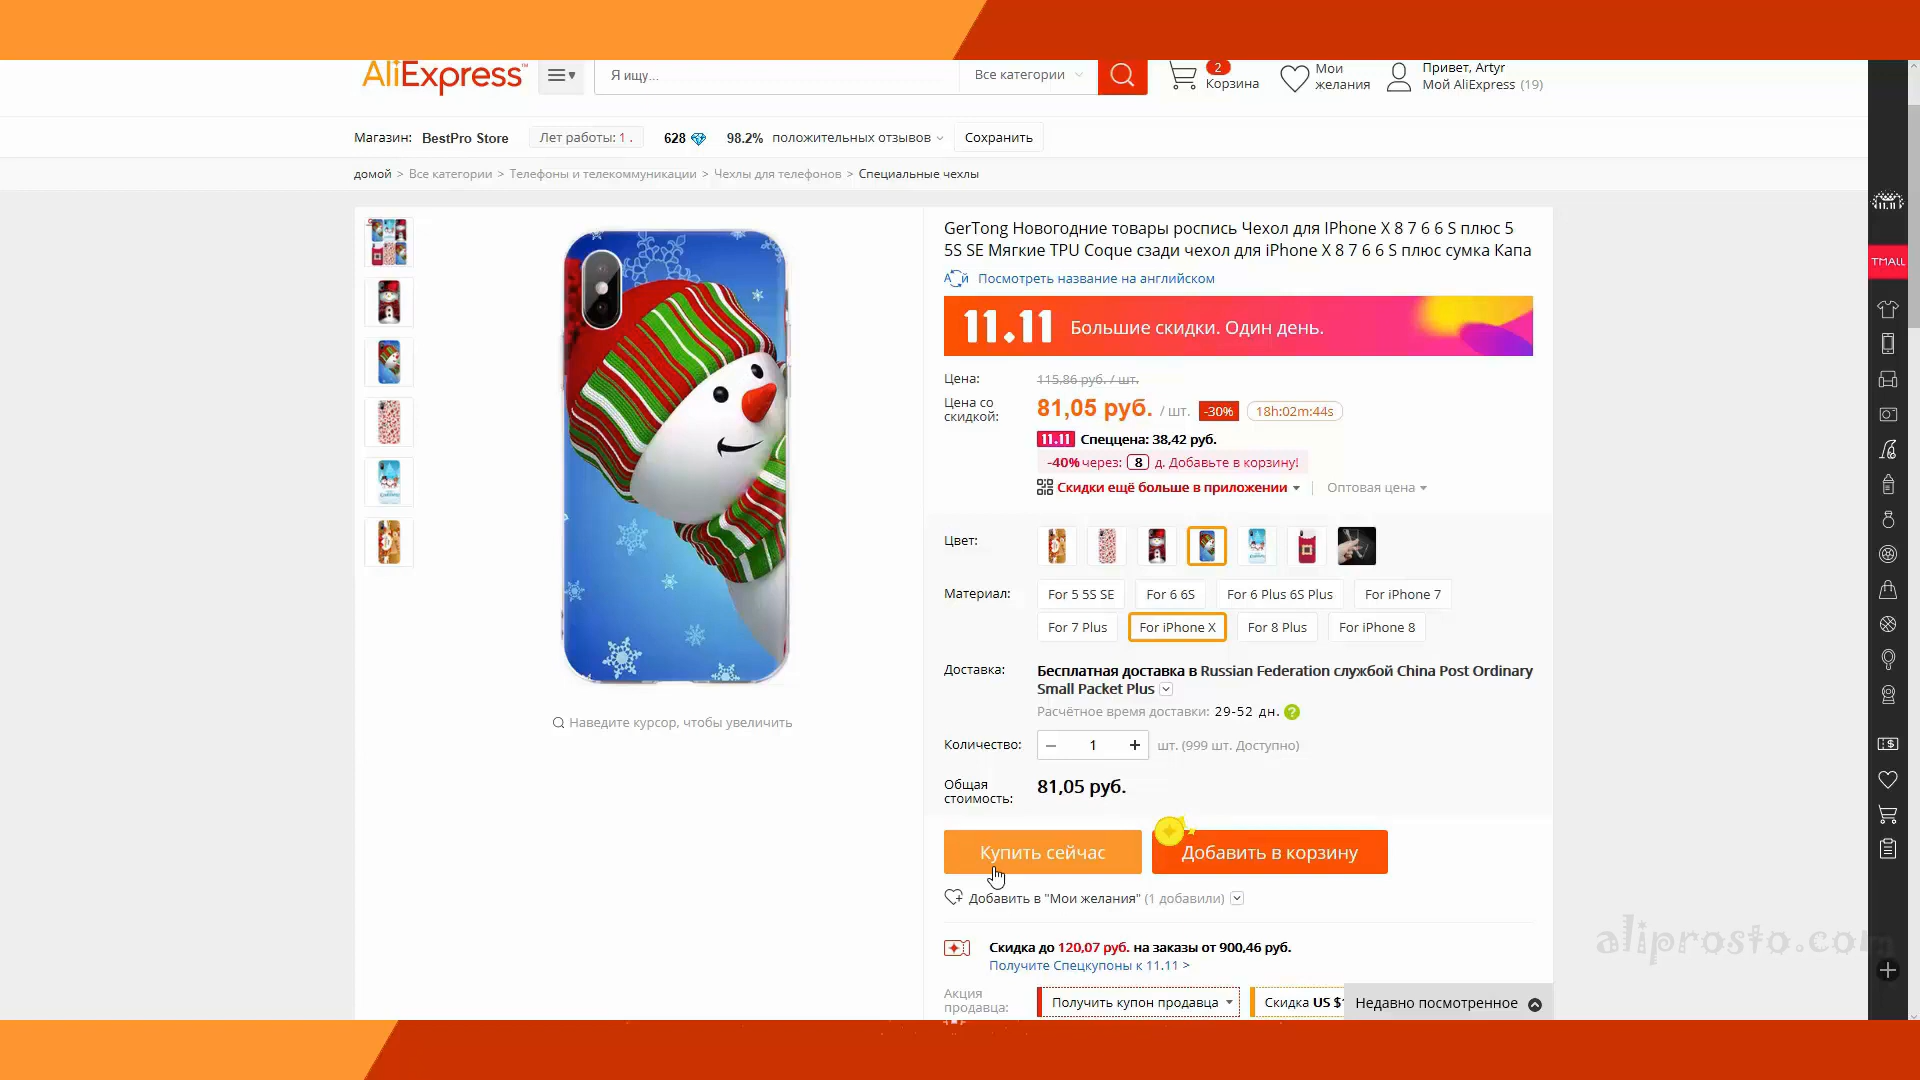 AliExpress™
Я ищу...
Все категории
2
Корзина
Мои
желания
Привет, Artyr
Мой AliExpress (19)
Магазин: BestPro Store
Лет работы: 1 .
628
98.2% положительных отзывов
Сохранить
домой > Все категории > Телефоны и телекоммуникации > Чехлы для телефонов > Специальные чехлы
GerTong Новогодние товары роспись Чехол для IPhone X 8 7 6 6 S плюс 5
5S SE Мягкие TPU Coque сзади чехол для iPhone X 8 7 6 6 S плюс сумка Капа
Посмотреть название на английском
11.11 Большие скидки. Один день.
Цена: 115,86 руб. / шт.
Цена со
скидкой:
81,05 руб. / шт. -30% 18h:02m:44s
11.11 Спеццена: 38,42 руб.
-40% через: 8 д. Добавьте в корзину!
Скидки ещё больше в приложении
Оптовая цена
Цвет:
Материал: For 5 5S SE For 6 6S For 6 Plus 6S Plus For iPhone 7
For 7 Plus For iPhone X For 8 Plus For iPhone 8
Доставка: Бесплатная доставка в Russian Federation службой China Post Ordinary
Small Packet Plus
Расчётное время доставки: 29-52 дн. ?
Наведите курсор, чтобы увеличить
Количество: − 1 + шт. (999 шт. Доступно)
Общая
стоимость:
81,05 руб.
Купить сейчас
Добавить в корзину
Добавить в "Мои желания" (1 добавили)
Скидка до 120,07 руб. на заказы от 900,46 руб.
Получите Спецкупоны к 11.11 >
Акция
продавца:
Получить купон продавца
Скидка US $
Недавно посмотренное
11.11
TMALL
aliprosto.com